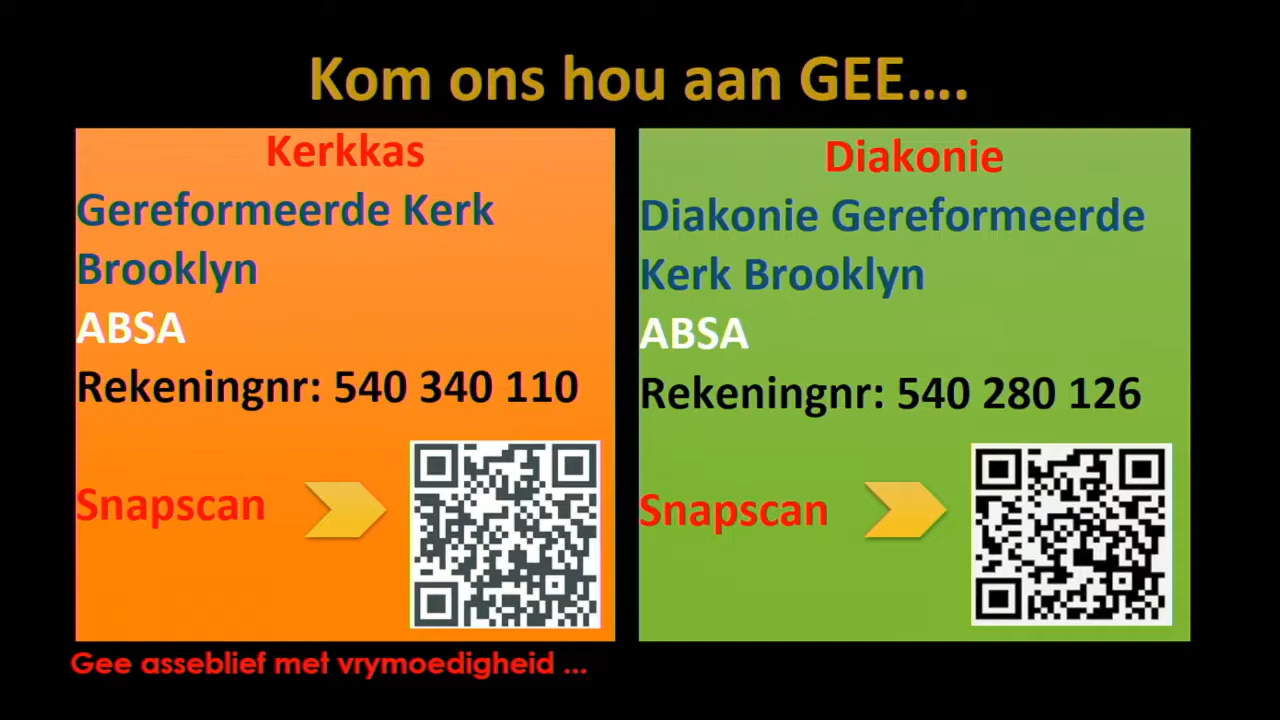 Kom ons hou aan GEE....
Kerkkas
Gereformeerde Kerk
Brooklyn
ABSA
Rekeningnr: 540 340 110
Snapscan
Diakonie
Diakonie Gereformeerde
Kerk Brooklyn
ABSA
Rekeningnr: 540 280 126
Snapscan
Gee asseblief met vrymoedigheid ...